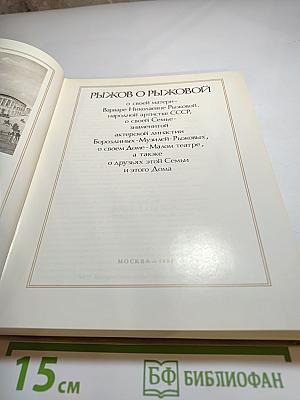 РЫЖОВ О РЫЖОВОЙ
о своей матери-
Варваре Николаевне Рыжовой,
народной артистке СССР,
о своей Семье-
знаменитой
актерской династии
Бороздиных-Музилей-Рыжовых,
о своем Доме-Малом театре,
а также
о друзьях этой Семьи
и этого Дома
МОСКВА
15 см
БФ БИБЛИОФАН